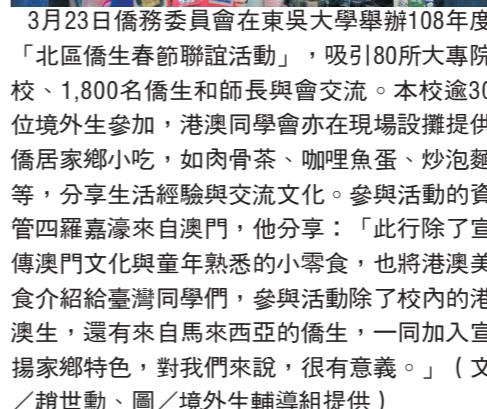 3月23日僑務委員會在東吳大學舉辦108年度
「北區僑生春節聯誼活動」，吸引80所大專院
校、1,800名僑生和師長與會交流。本校逾30
位境外生參加，港澳同學會亦在現場設攤提供
僑居家鄉小吃，如肉骨茶、咖哩魚蛋、炒泡麵
等，分享生活經驗與交流文化。參與活動的資
管四羅嘉濠來自澳門，他分享：「此行除了宣
傳澳門文化與童年熟悉的小零食，也將港澳美
食介紹給臺灣同學們，參與活動除了校內的港
澳生，還有來自馬來西亞的僑生，一同加入宣
揚家鄉特色，對我們來說，很有意義。」（文
／趙世勳、圖／境外生輔導組提供）